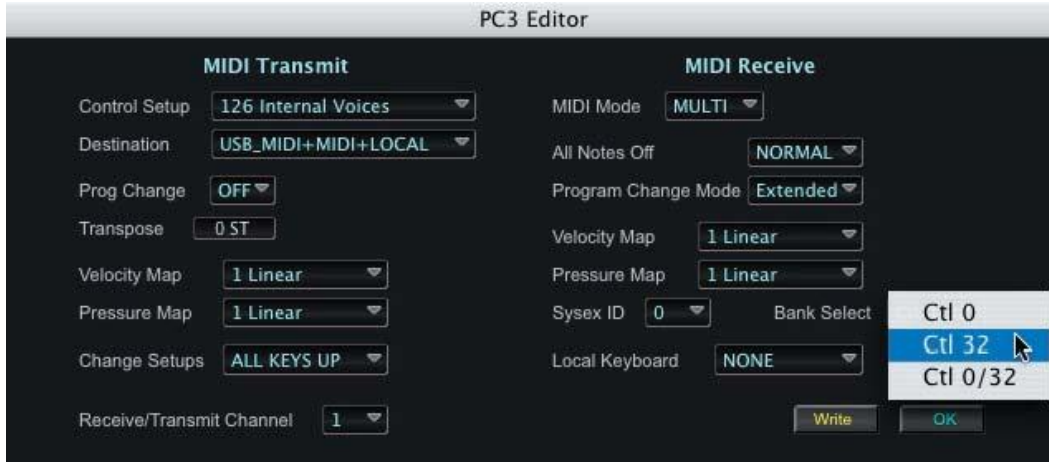 PC3 Editor
MIDI Transmit
Control Setup 126 Internal Voices
Destination USB_MIDI+MIDI+LOCAL
Prog Change OFF
Transpose 0 ST
Velocity Map 1 Linear
Pressure Map 1 Linear
Change Setups ALL KEYS UP
Receive/Transmit Channel 1
MIDI Receive
MIDI Mode MULTI
All Notes Off NORMAL
Program Change Mode Extended
Velocity Map 1 Linear
Pressure Map 1 Linear
Sysex ID 0 Bank Select
Ctl 0
Ctl 32
Ctl 0/32
Local Keyboard NONE
Write OK